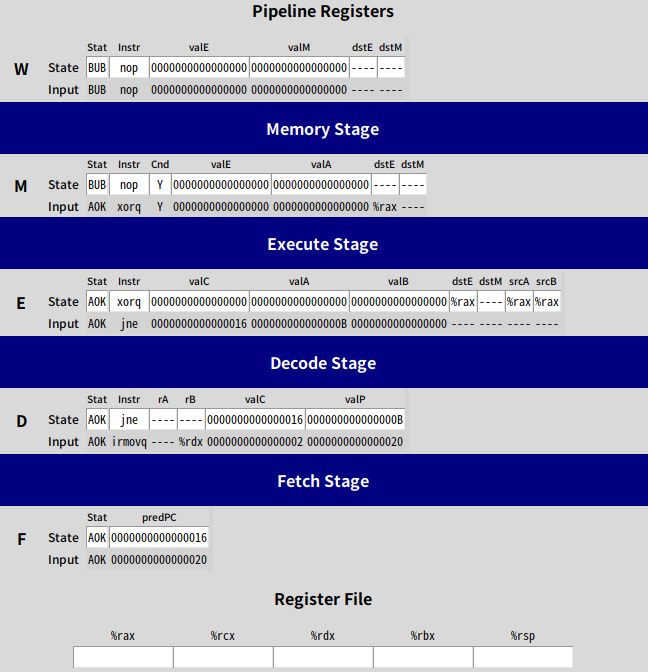 Pipeline Registers
Stat Instr valE valM dstE dstM
W State BUB nop 0000000000000000 0000000000000000 ---- ----
Input BUB nop 0000000000000000 0000000000000000 ---- ----
Memory Stage
Stat Instr Cnd valE valA dstE dstM
M State BUB nop Y 0000000000000000 0000000000000000 ---- ----
Input AOK xorq Y 0000000000000000 0000000000000000 %rax ----
Execute Stage
Stat Instr valC valA valB dstE dstM srcA srcB
E State AOK xorq 0000000000000000 0000000000000000 0000000000000000 %rax ---- %rax %rax
Input AOK jne 0000000000000016 000000000000000B 0000000000000000 ---- ---- ---- ----
Decode Stage
Stat Instr rA rB valC valP
D State AOK jne ---- ---- 0000000000000016 000000000000000B
Input AOK irmovq ---- %rdx 0000000000000002 0000000000000020
Fetch Stage
Stat predPC
F State AOK 0000000000000016
Input AOK 0000000000000020
Register File
%rax %rcx %rdx %rbx %rsp